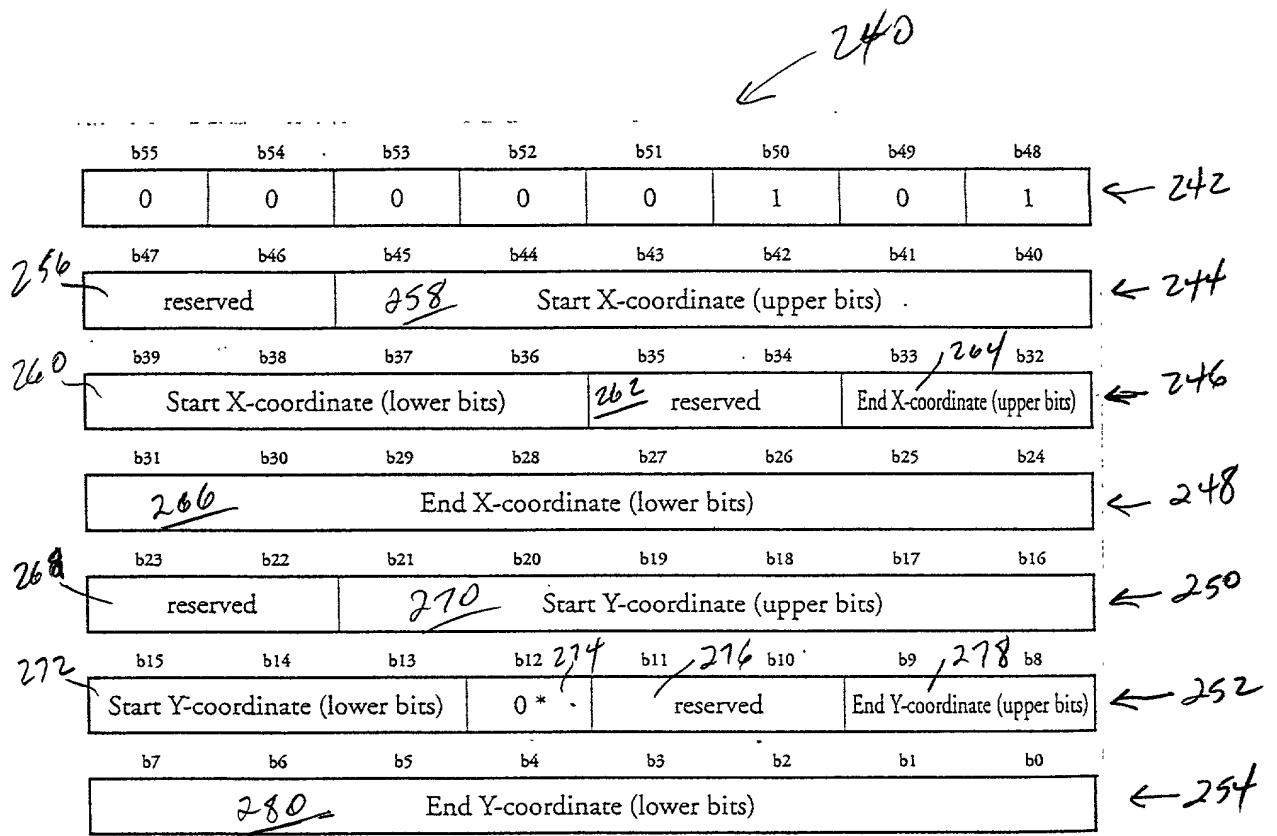 240
b55 b54 b53 b52 b51 b50 b49 b48
0 0 0 0 0 1 0 1 242
b47 b46 b45 b44 b43 b42 b41 b40
256 reserved 258 Start X-coordinate (upper bits) 244
b39 b38 b37 b36 b35 b34 b33 264 b32
260 Start X-coordinate (lower bits) 262 reserved End X-coordinate (upper bits) 246
b31 b30 b29 b28 b27 b26 b25 b24
266 End X-coordinate (lower bits) 248
b23 b22 b21 b20 b19 b18 b17 b16
268 reserved 270 Start Y-coordinate (upper bits) 250
b15 b14 b13 b12 274 b11 276 b10 b9 278 b8
272 Start Y-coordinate (lower bits) 0 * reserved End Y-coordinate (upper bits) 252
b7 b6 b5 b4 b3 b2 b1 b0
280 End Y-coordinate (lower bits) 254